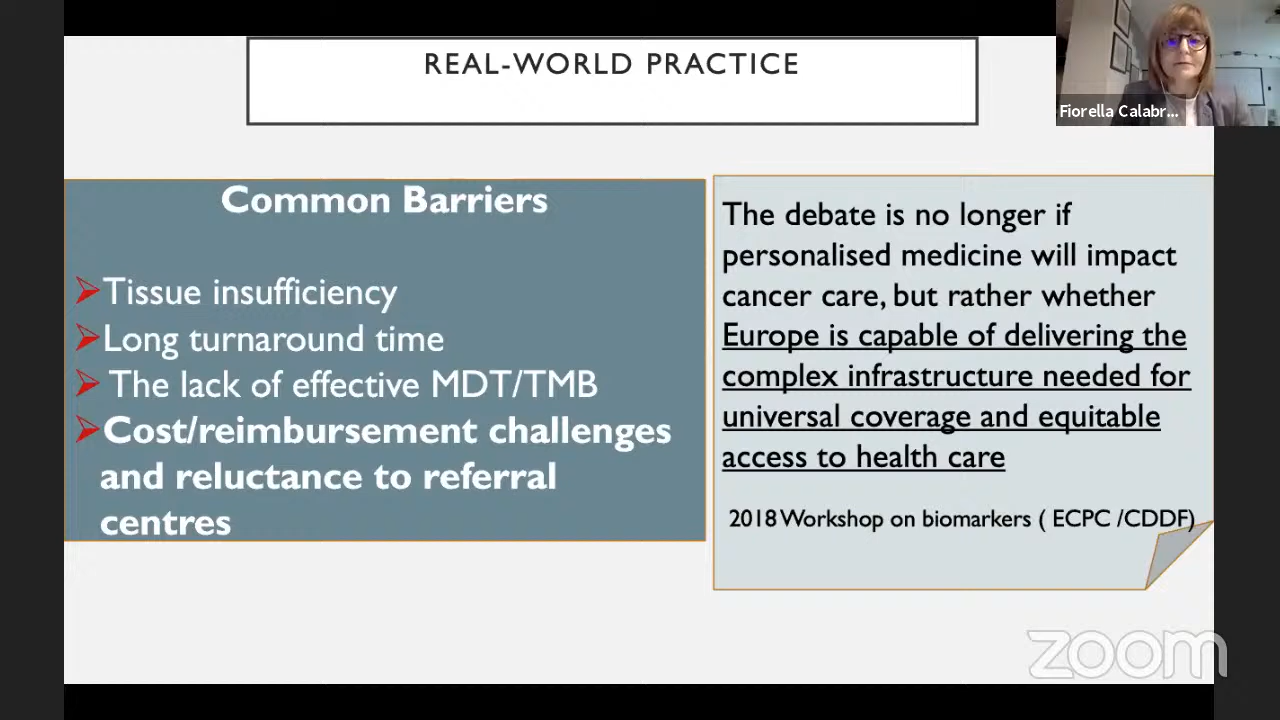 REAL-WORLD PRACTICE
Fiorella Calabr...
Common Barriers
Tissue insufficiency
Long turnaround time
The lack of effective MDT/TMB
Cost/reimbursement challenges
and reluctance to referral
centres
The debate is no longer if
personalised medicine will impact
cancer care, but rather whether
Europe is capable of delivering the
complex infrastructure needed for
universal coverage and equitable
access to health care
2018 Workshop on biomarkers ( ECPC /CDDF)
zoom